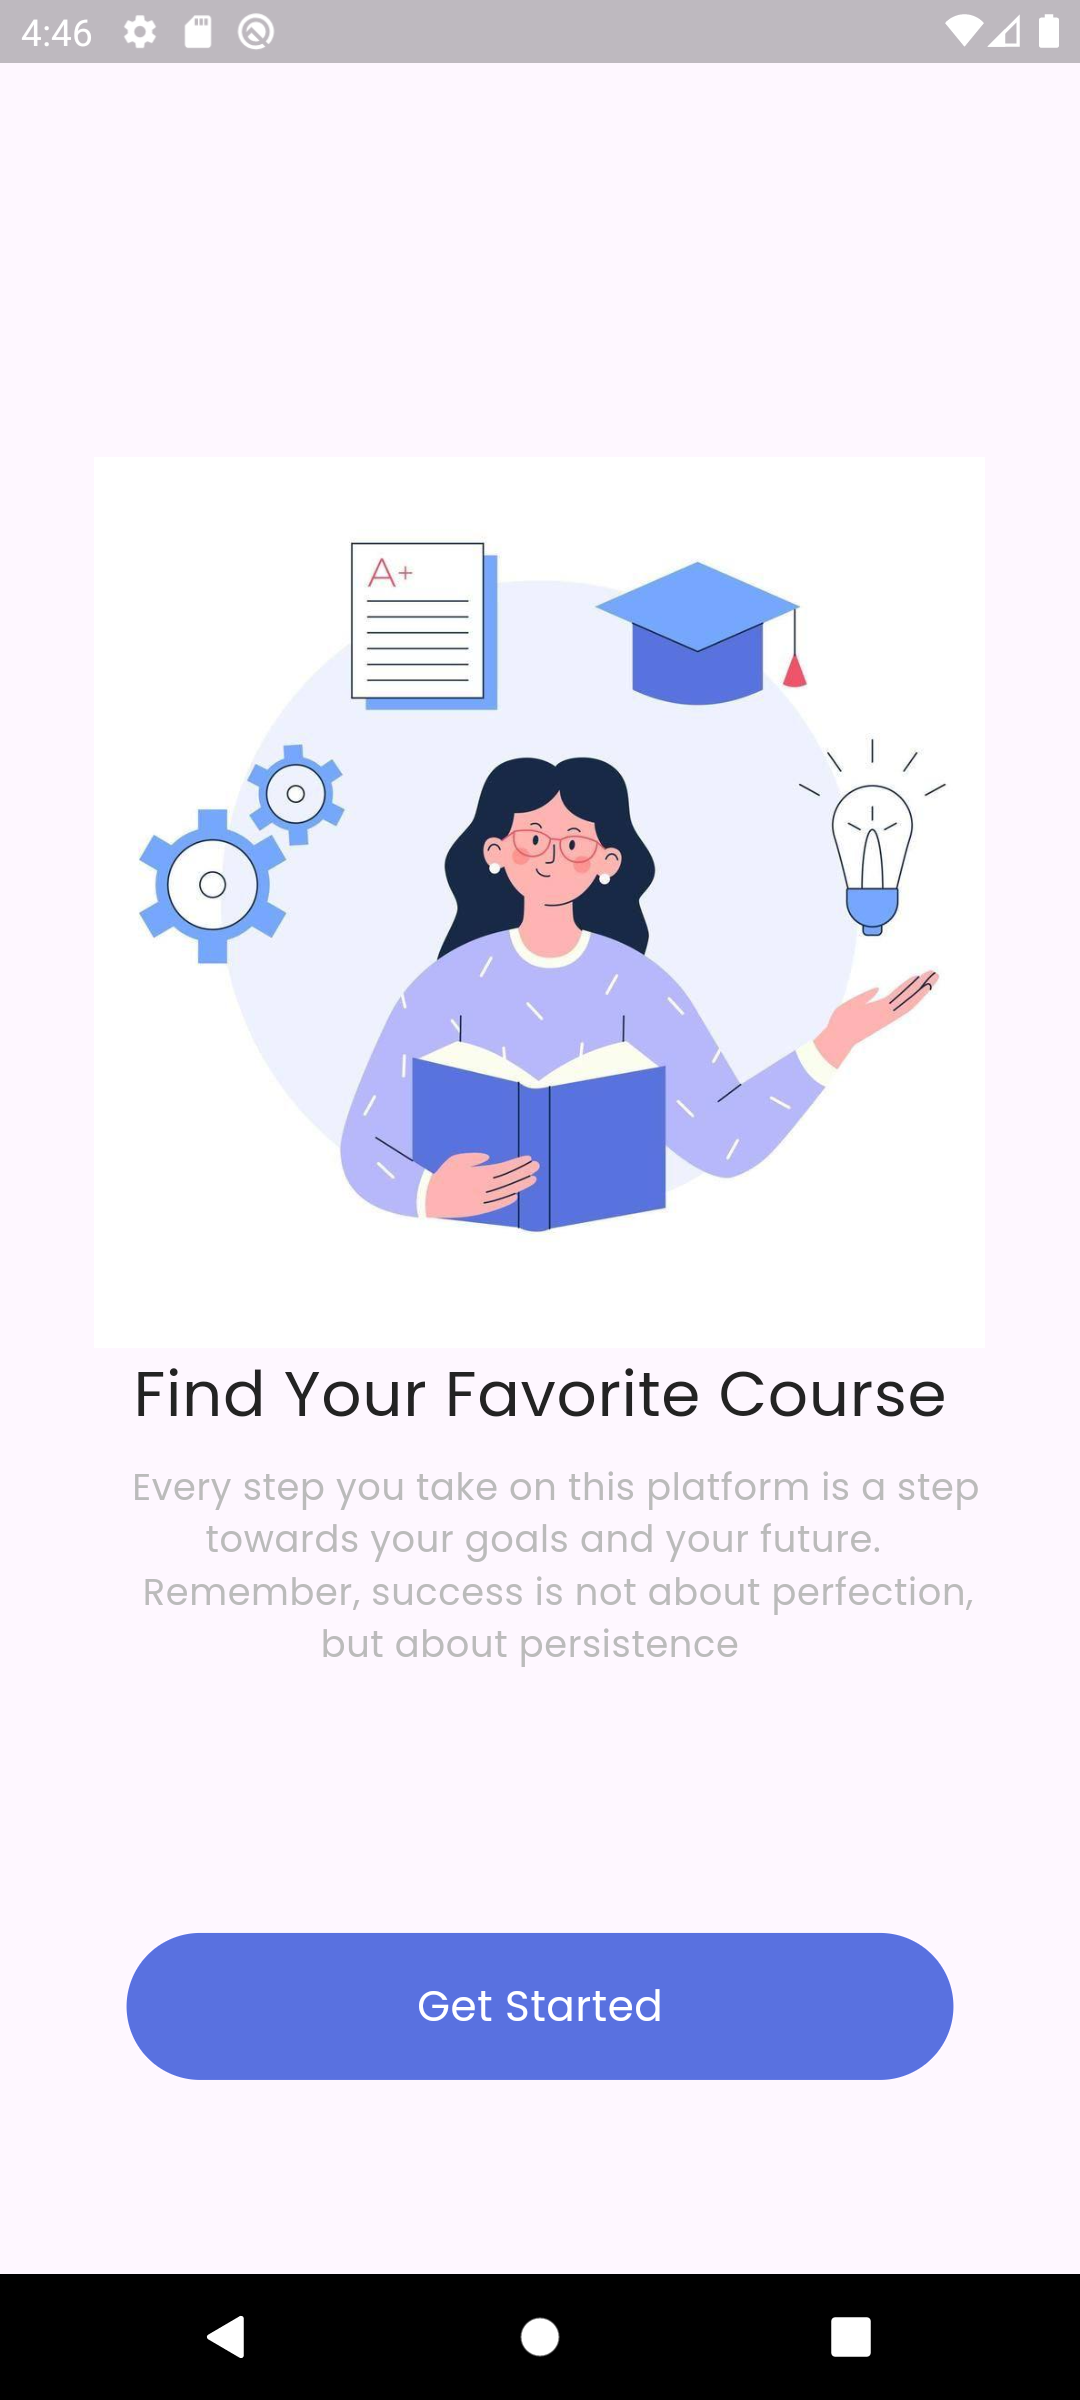 4:46
A+
Find Your Favorite Course
Every step you take on this platform is a step
towards your goals and your future.
Remember, success is not about perfection,
but about persistence
Get Started